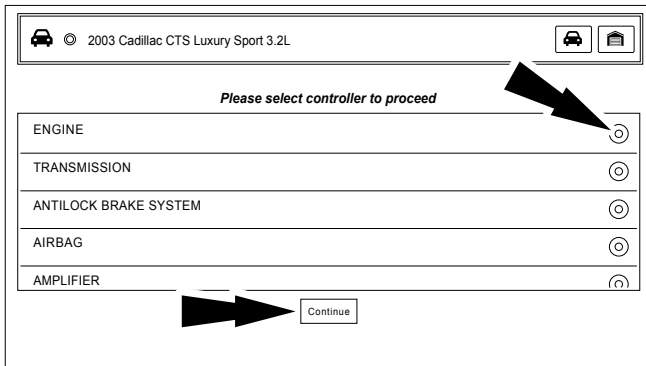 2003 Cadillac CTS Luxury Sport 3.2L
Please select controller to proceed
ENGINE
TRANSMISSION
ANTILOCK BRAKE SYSTEM
AIRBAG
AMPLIFIER
Continue